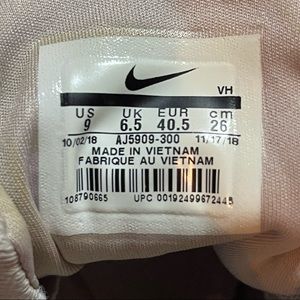 VH
US UK EUR cm
9 6.5 40.5 26
10/02/18 AJ5909-300 11/17/18
MADE IN VIETNAM
FABRIQUE AU VIETNAM
108790665 UPC 00192499672445